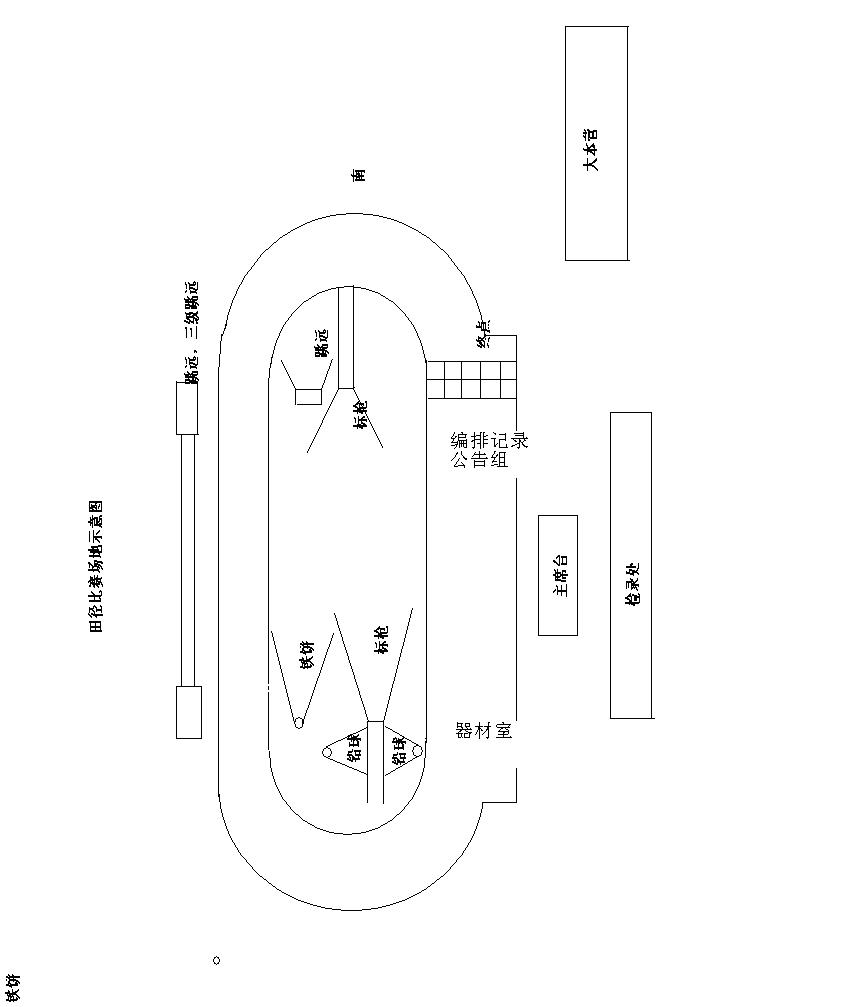 大本营
南
跳远，三级跳远
终点
跳远
标枪
编排记录
公告组
田径比赛场地示意图
主席台
检录处
标枪
铁饼
器材室
铅球
铅球
铁饼